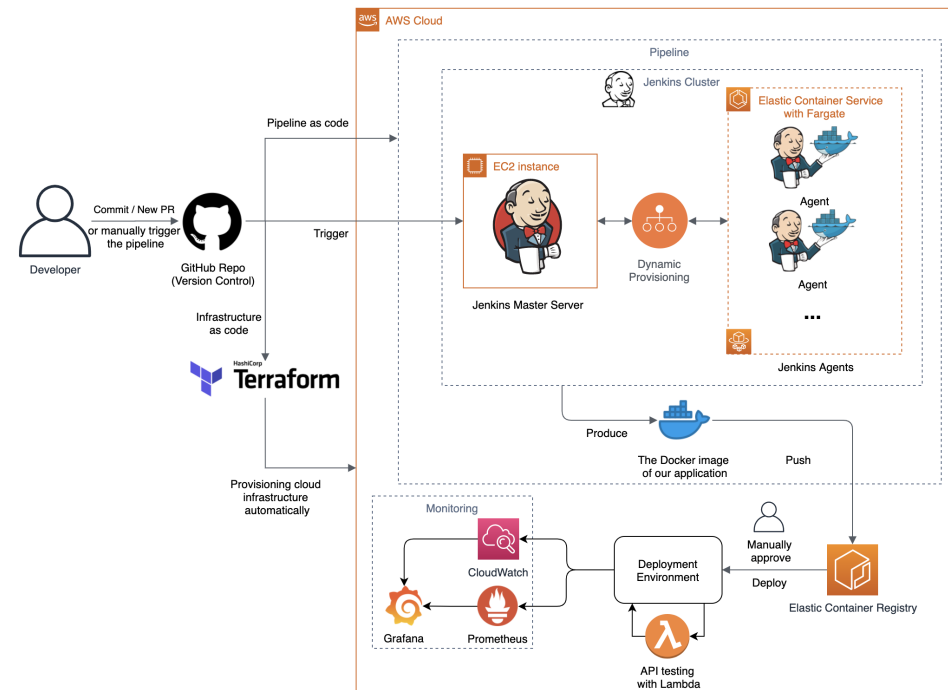 aws
AWS Cloud
Pipeline
Jenkins Cluster
Elastic Container Service
with Fargate
Pipeline as code
EC2 instance
Agent
Commit / New PR
or manually trigger
the pipeline
Trigger
Developer
GitHub Repo
(Version Control)
Dynamic
Provisioning
Agent
Jenkins Master Server
...
Infrastructure
as code
HashiCorp
Terraform
Jenkins Agents
Produce
The Docker image
of our application
Push
Provisioning cloud
infrastructure
automatically
Monitoring
CloudWatch
Grafana
Prometheus
Deployment
Environment
Manually
approve
Deploy
Elastic Container Registry
API testing
with Lambda